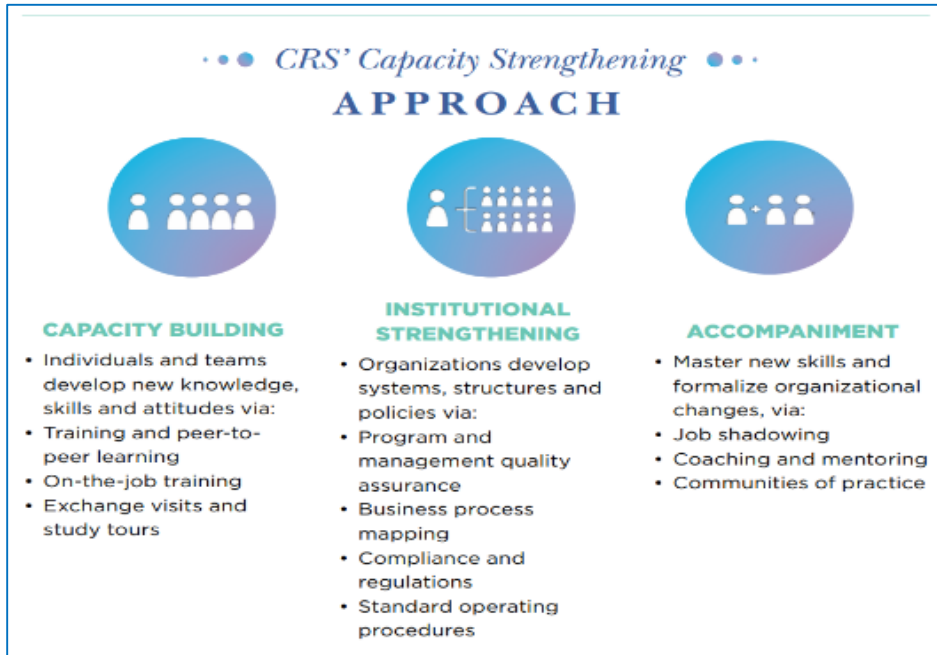 CRS' Capacity Strengthening
APPROACH
CAPACITY BUILDING
• Individuals and teams
develop new knowledge,
skills and attitudes via:
• Training and peer-to-
peer learning
• On-the-job training
• Exchange visits and
study tours
INSTITUTIONAL
STRENGTHENING
• Organizations develop
systems, structures and
policies via:
• Program and
management quality
assurance
• Business process
mapping
• Compliance and
regulations
• Standard operating
procedures
ACCOMPANIMENT
• Master new skills and
formalize organizational
changes, via:
• Job shadowing
• Coaching and mentoring
• Communities of practice